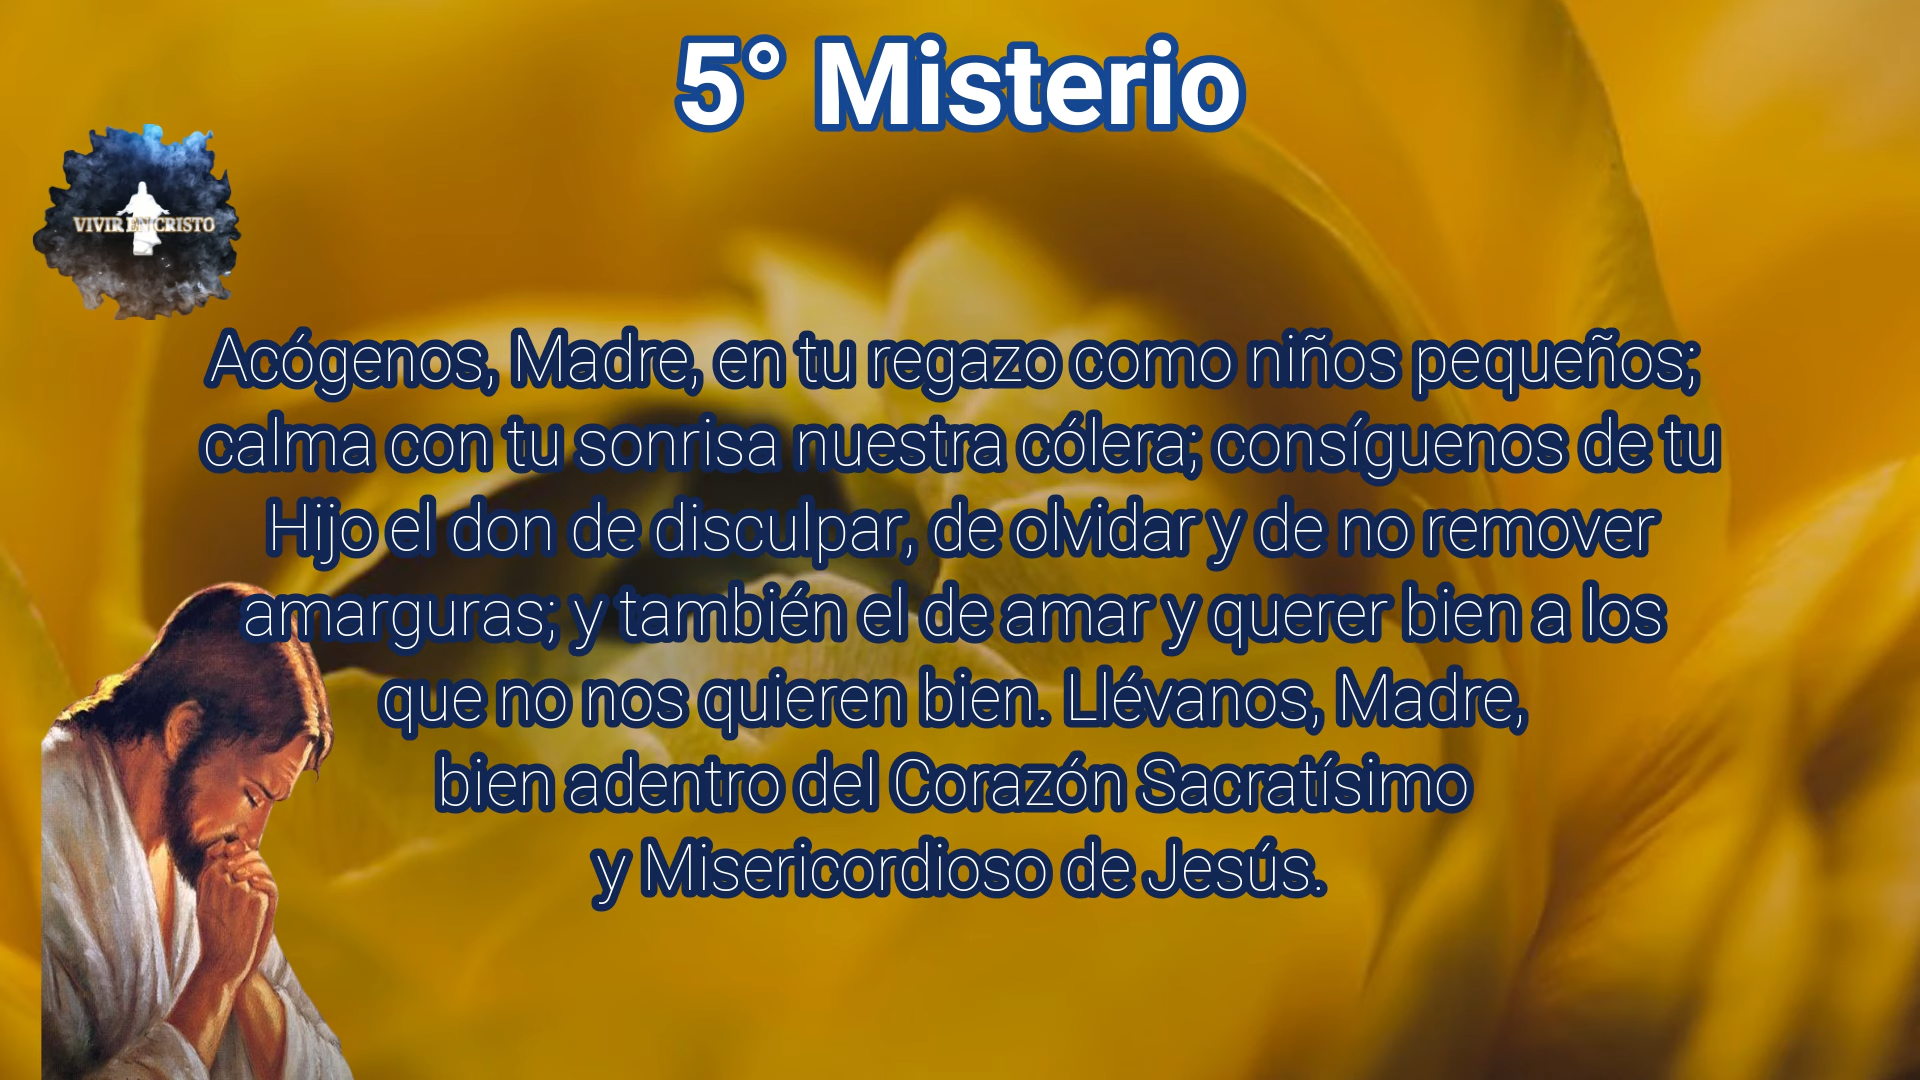 5° Misterio
VIVIR EN CRISTO
Acógenos, Madre, en tu regazo como niños pequeños;
calma con tu sonrisa nuestra cólera; consíguenos de tu
Hijo el don de disculpar, de olvidar y de no remover
amarguras; y también el de amar y querer bien a los
que no nos quieren bien. Llévanos, Madre,
bien adentro del Corazón Sacratísimo
y Misericordioso de Jesús.